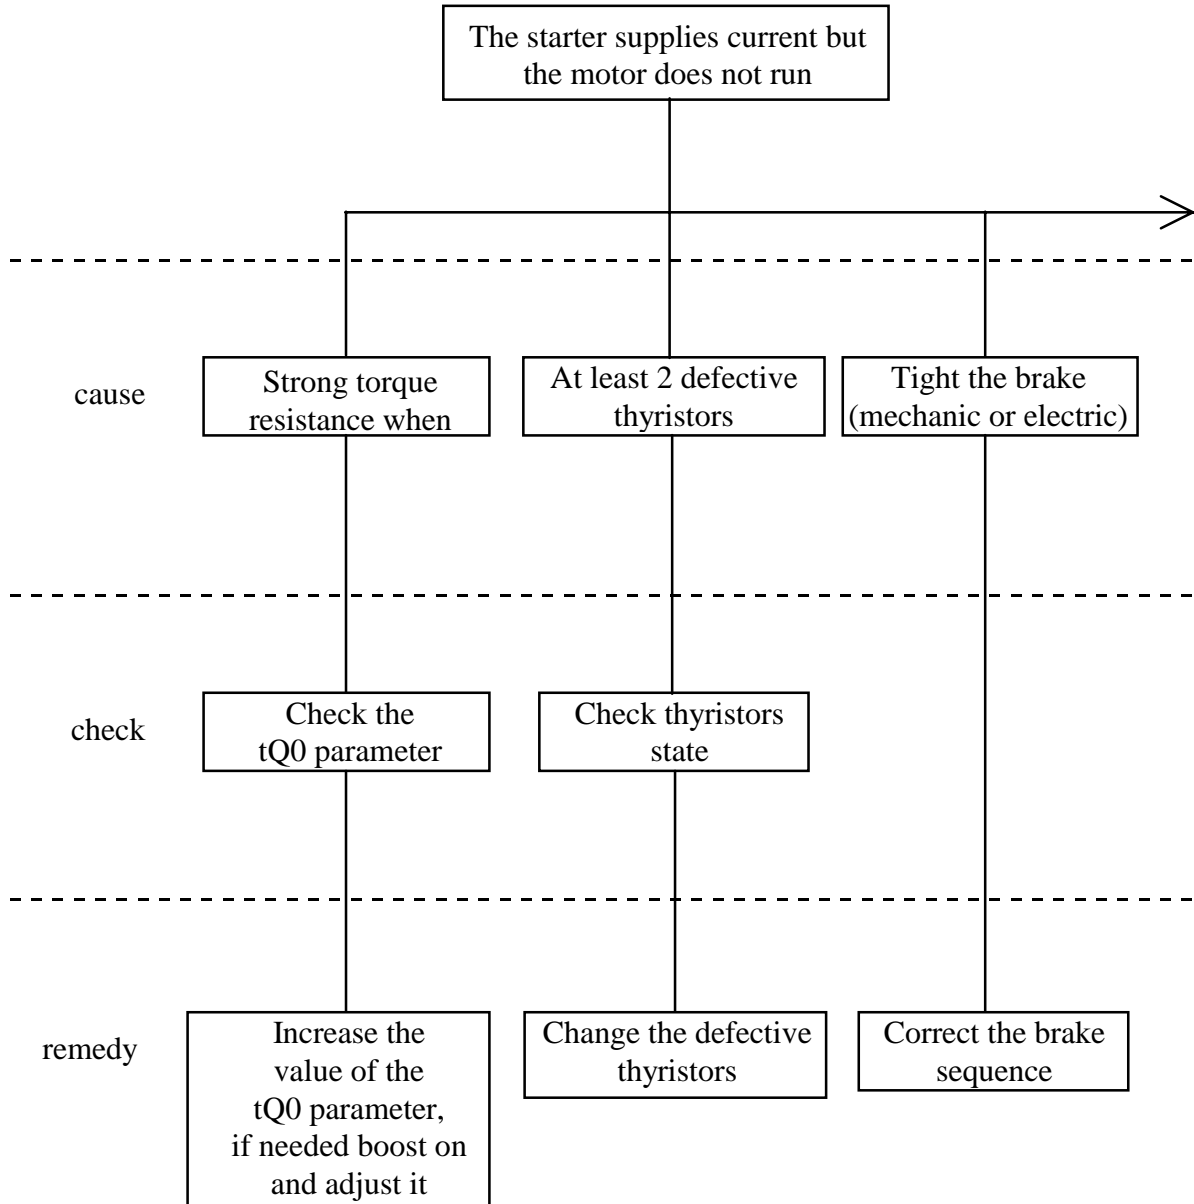 The starter supplies current but
the motor does not run
cause
Strong torque
resistance when
At least 2 defective
thyristors
Tight the brake
(mechanic or electric)
check
Check the
tQ0 parameter
Check thyristors
state
remedy
Increase the
value of the
tQ0 parameter,
if needed boost on
and adjust it
Change the defective
thyristors
Correct the brake
sequence